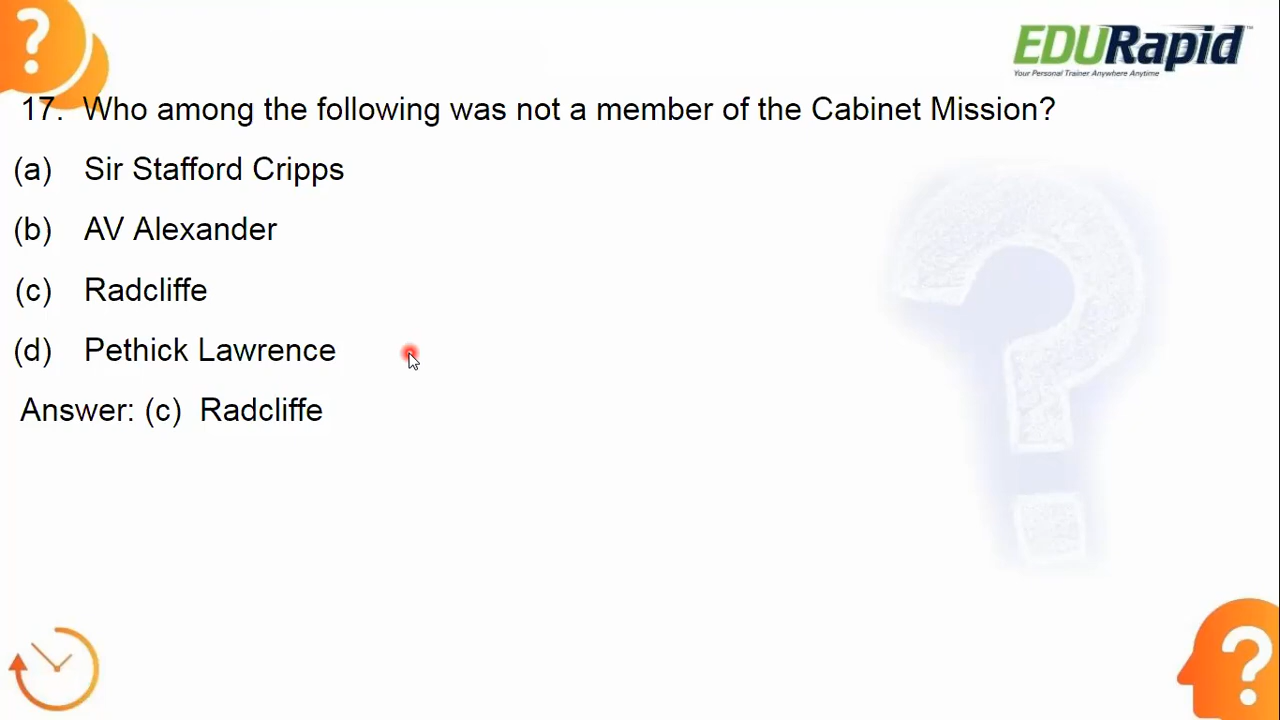 EDURapid™
Your Personal Trainer Anywhere Anytime
17. Who among the following was not a member of the Cabinet Mission?
(a) Sir Stafford Cripps
(b) AV Alexander
(c) Radcliffe
(d) Pethick Lawrence
Answer: (c) Radcliffe